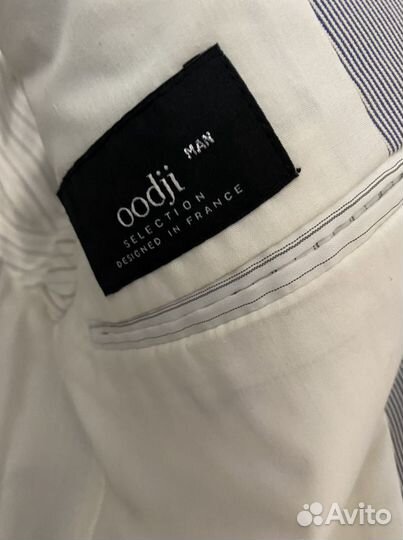 oodji MAN
SELECTION
DESIGNED IN FRANCE
Avito